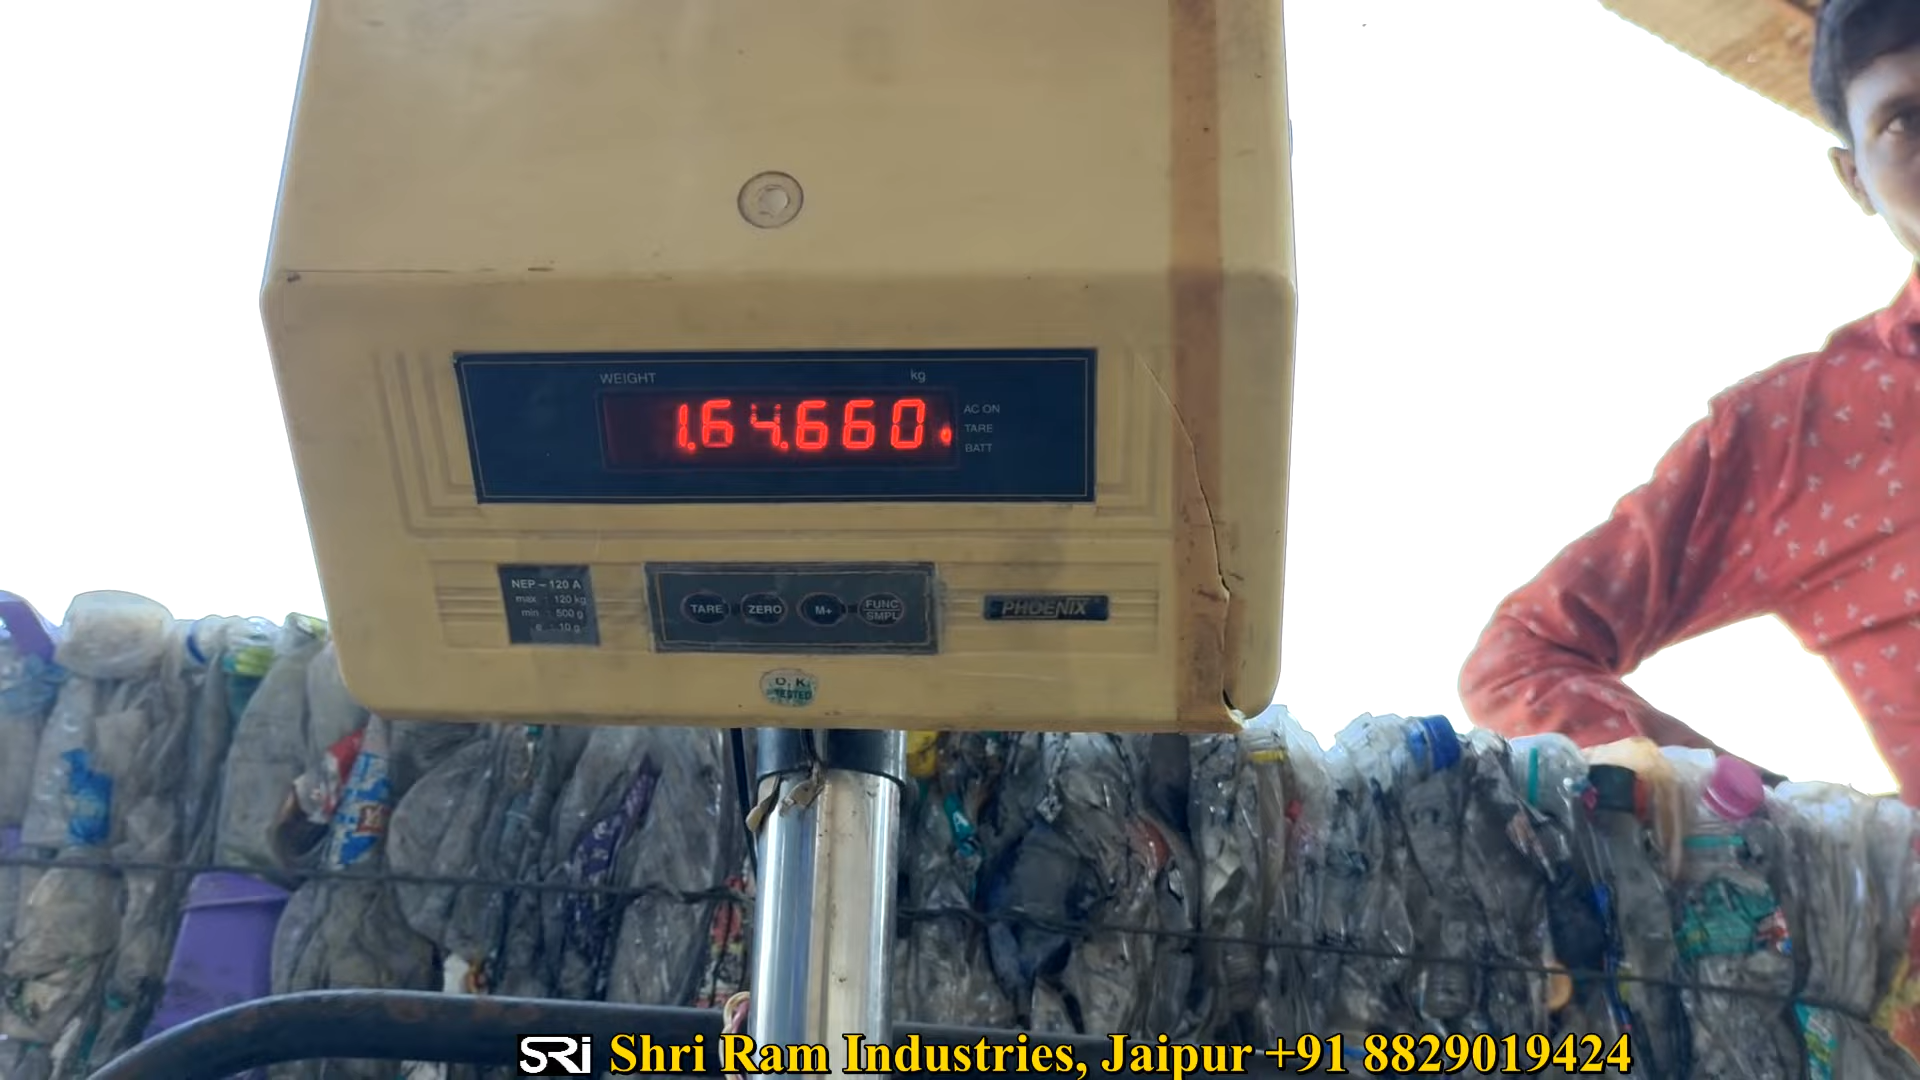 WEIGHT kg
1.64.660.
AC ON
TARE
BATT
NEP – 120 A
max : 120 kg
min : 500 g
e : 10 g
TARE ZERO M+ FUNC SMPL
PHOENIX
O.K.
TESTED
SRi Shri Ram Industries, Jaipur +91 8829019424